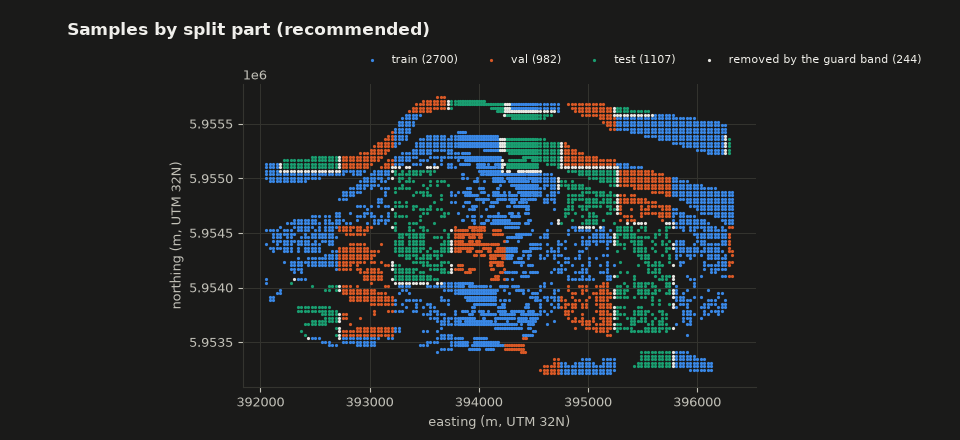 Samples by split part (recommended)
train (2700)
val (982)
test (1107)
removed by the guard band (244)
1e6
5.9555
5.9550
5.9545
5.9540
5.9535
northing (m, UTM 32N)
392000
393000
394000
395000
396000
easting (m, UTM 32N)